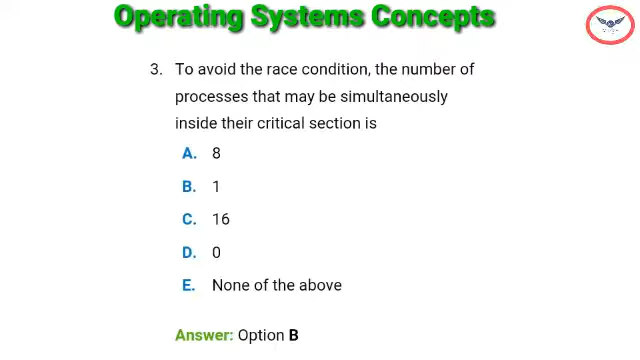 Operating Systems Concepts
3. To avoid the race condition, the number of
processes that may be simultaneously
inside their critical section is
A. 8
B. 1
C. 16
D. 0
E. None of the above
Answer: Option B